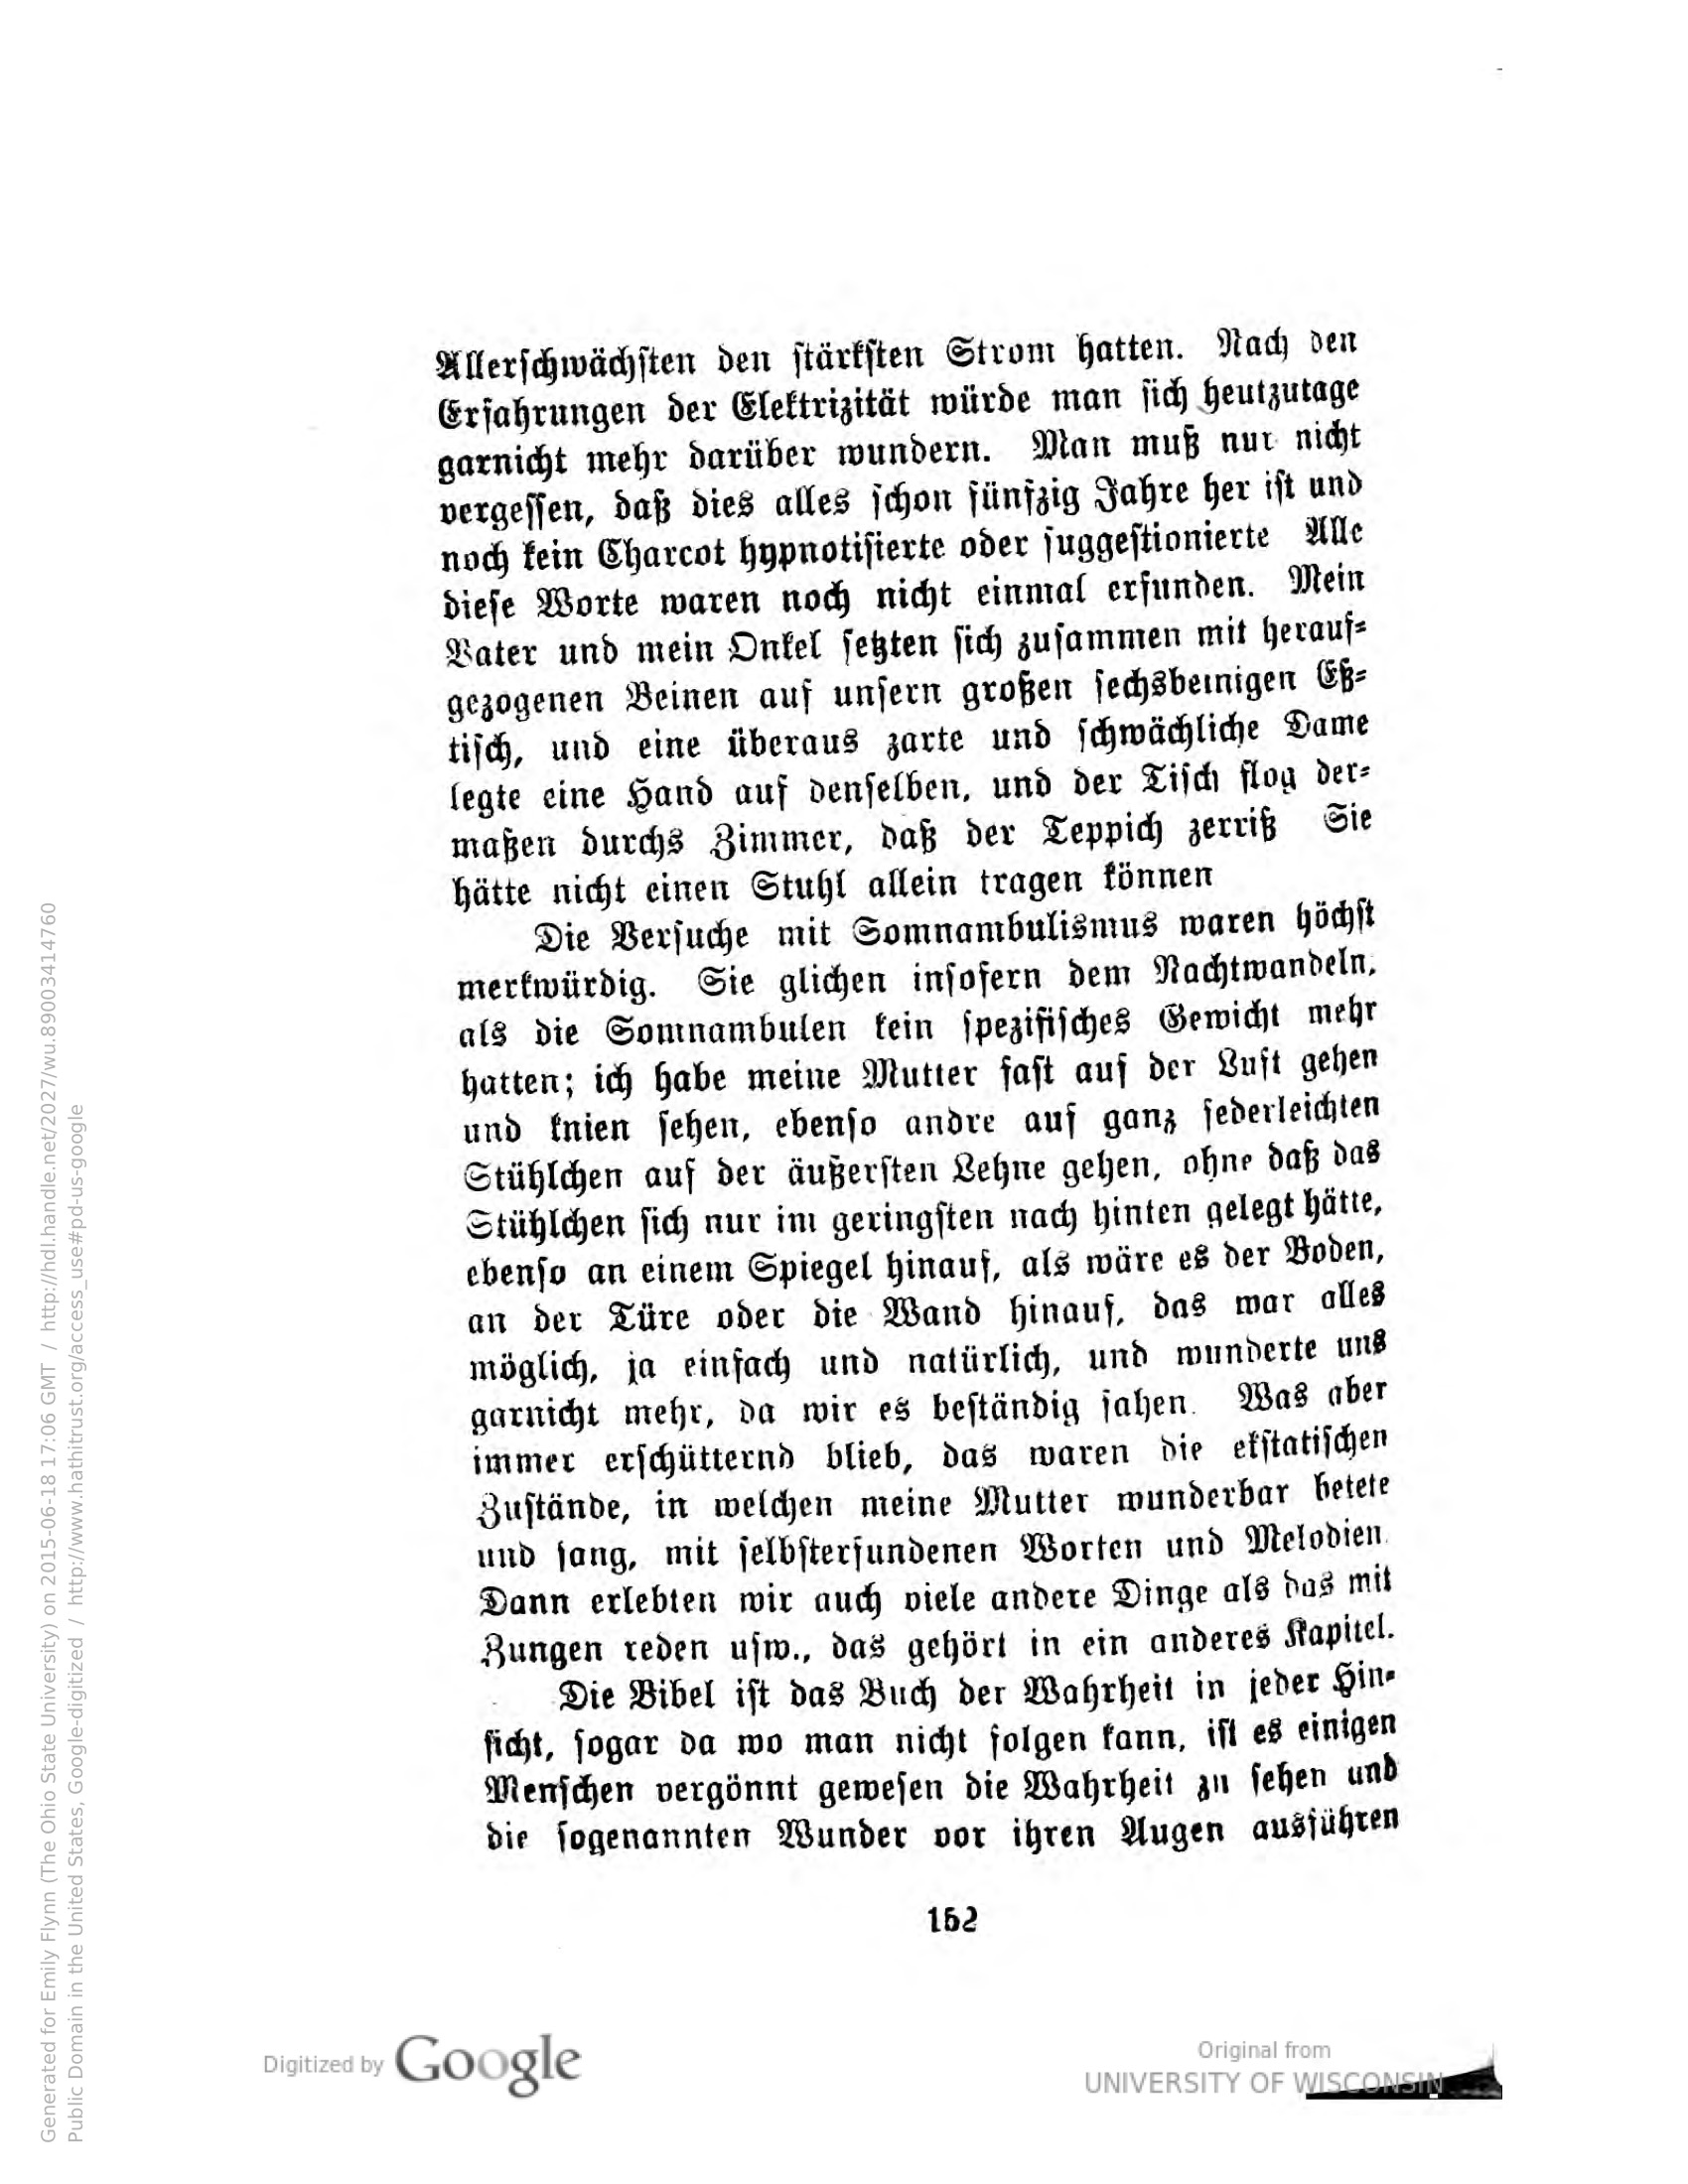 Allerschwächsten den stärksten Strom hatten. Nach den
Erfahrungen der Elektrizität würde man sich heutzutage
garnicht mehr darüber wundern. Man muß nur nicht
vergessen, daß dies alles schon fünfzig Jahre her ist und
noch kein Charcot hypnotisierte oder suggestionierte Alle
diese Worte waren noch nicht einmal erfunden. Mein
Vater und mein Onkel setzten sich zusammen mit herauf-
gezogenen Beinen auf unsern großen sechsbeinigen Eß-
tisch, und eine überaus zarte und schwächliche Dame
legte eine Hand auf denselben, und der Tisch flog der-
maßen durchs Zimmer, daß der Teppich zerriß Sie
hätte nicht einen Stuhl allein tragen können
Die Versuche mit Somnambulismus waren höchst
merkwürdig. Sie glichen insofern dem Nachtwandeln,
als die Somnambulen kein spezifisches Gewicht mehr
hatten; ich habe meine Mutter fast auf der Luft gehen
und knien sehen, ebenso andre auf ganz federleichten
Stühlchen auf der äußersten Lehne gehen, ohne daß das
Stühlchen sich nur im geringsten nach hinten gelegt hätte,
ebenso an einem Spiegel hinauf, als wäre es der Boden,
an der Türe oder die Wand hinauf, das war alles
möglich, ja einfach und natürlich, und wunderte uns
garnicht mehr, da wir es beständig sahen. Was aber
immer erschütternd blieb, das waren die ekstatischen
Zustände, in welchen meine Mutter wunderbar betete
und sang, mit selbsterfundenen Worten und Melodien.
Dann erlebten wir auch viele andere Dinge als das mit
Zungen reden usw., das gehört in ein anderes Kapitel.
Die Bibel ist das Buch der Wahrheit in jeder Hin-
sicht, sogar da wo man nicht folgen kann, ist es einigen
Menschen vergönnt gewesen die Wahrheit zu sehen und
die sogenannten Wunder vor ihren Augen ausführen
152
Digitized by Google
Original from
UNIVERSITY OF WISCONSIN
Generated for Emily Flynn (The Ohio State University) on 2015-06-18 17:06 GMT / http://hdl.handle.net/2027/wu.89003414760
Public Domain in the United States, Google-digitized / http://www.hathitrust.org/access_use#pd-us-google